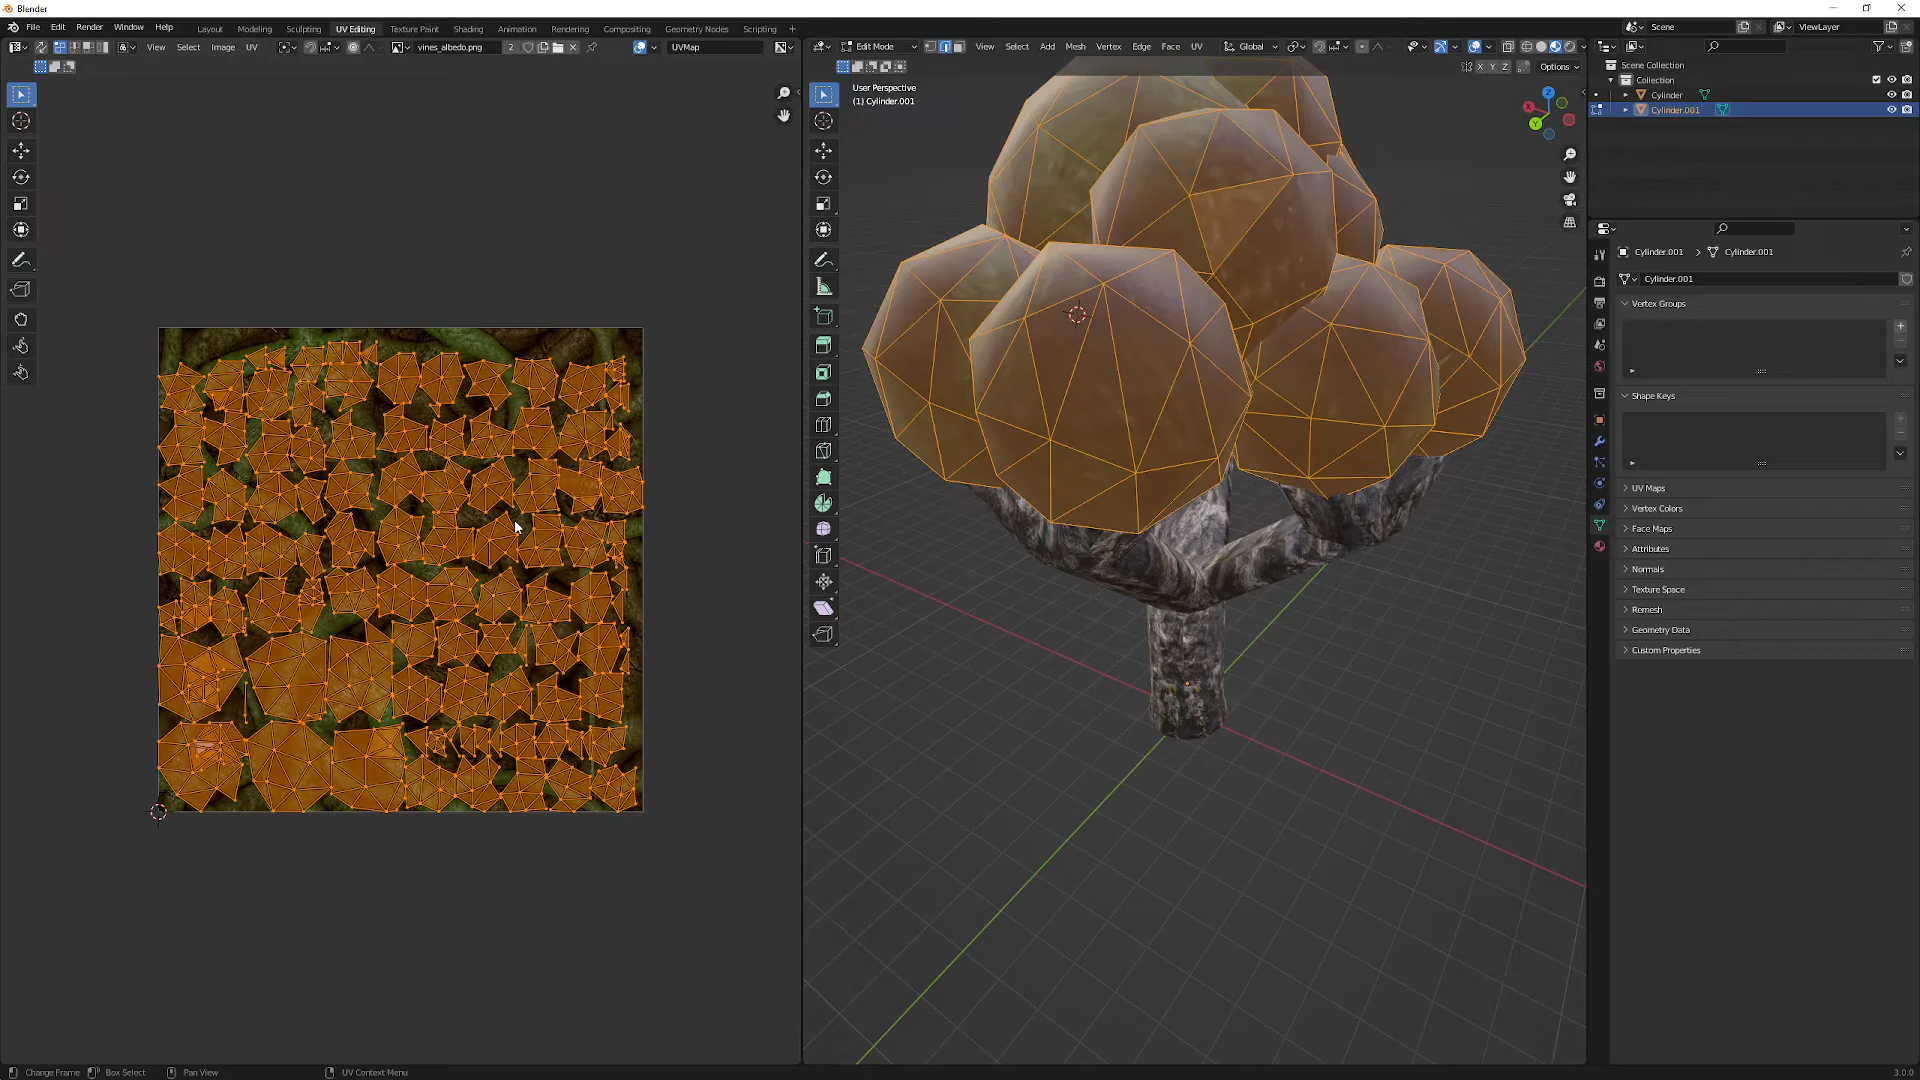 Blender
File Edit Render Window Help Layout Modeling Sculpting UV Editing Texture Paint Shading Animation Rendering Compositing Geometry Nodes Scripting + Scene ViewLayer
View Select Image UV vines_albedo.png 2 UVMap
Edit Mode View Select Add Mesh Vertex Edge Face UV Global
X Y Z Options
User Perspective
(1) Cylinder.001
Z
X
Y
Scene Collection
Collection
Cylinder
Cylinder.001
Cylinder.001 > Cylinder.001
Cylinder.001
Vertex Groups
Shape Keys
UV Maps
Vertex Colors
Face Maps
Attributes
Normals
Texture Space
Remesh
Geometry Data
Custom Properties
Change Frame Box Select Pan View UV Context Menu 3.0.0